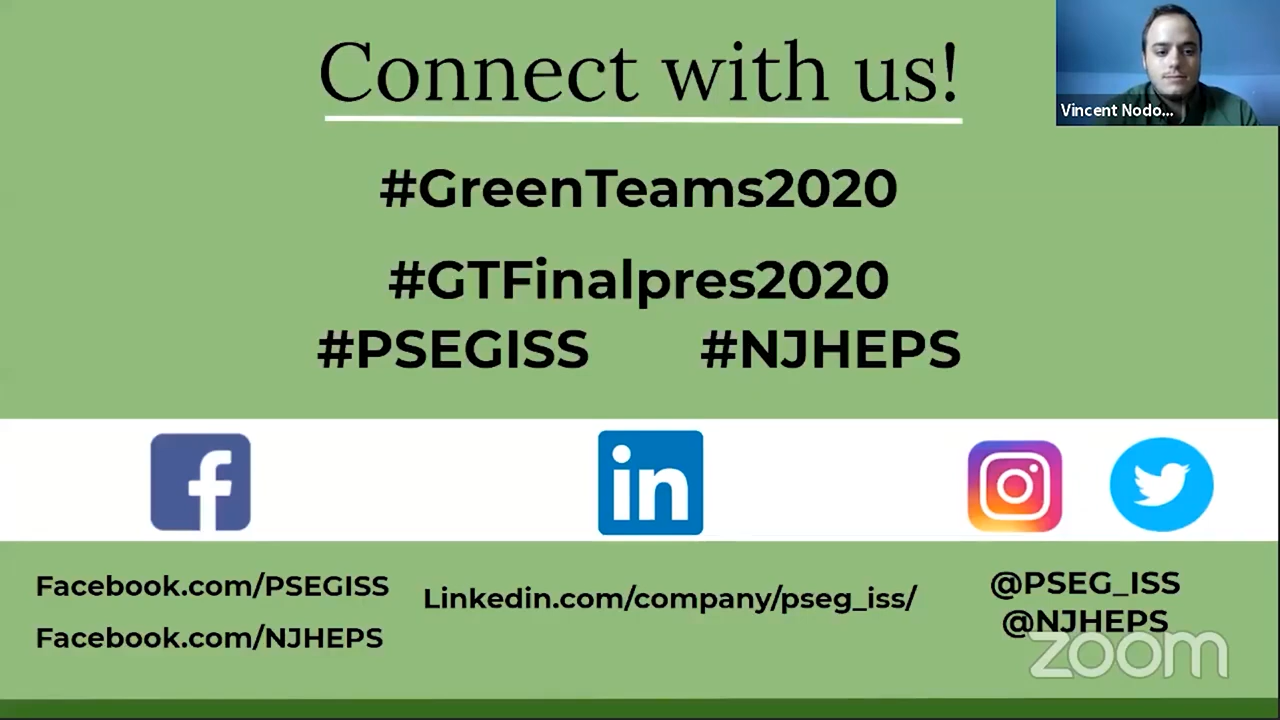 Connect with us!
Vincent Nodo...
#GreenTeams2020
#GTFinalpres2020
#PSEGISS #NJHEPS
f in
Facebook.com/PSEGISS
Facebook.com/NJHEPS
Linkedin.com/company/pseg_iss/
@PSEG_ISS
@NJHEPS
zoom